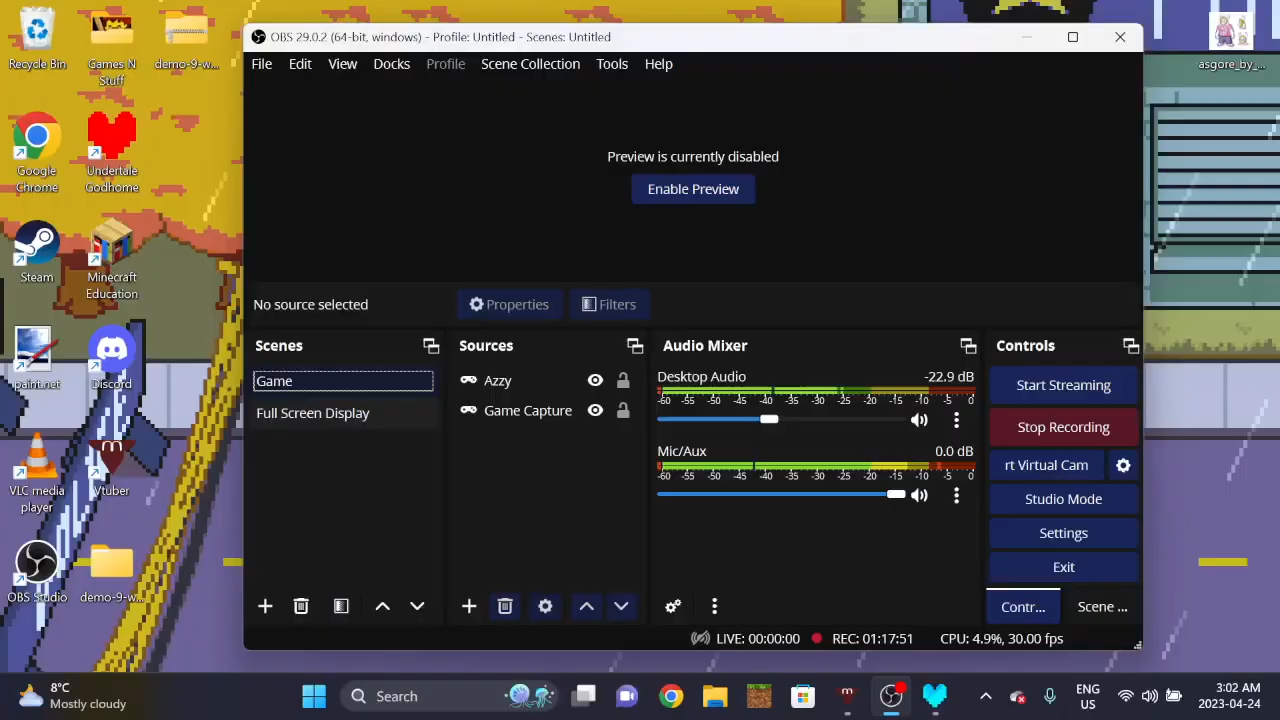 Recycle Bin
Games N
Stuff
demo-9-w...
Google
Chrome
Undertale
Godhome
Steam
Minecraft
Education
paint.net
Discord
VLC media
player
Vtuber
OBS Studio
demo-9-w...
asgore_by_...
OBS 29.0.2 (64-bit, windows) - Profile: Untitled - Scenes: Untitled
File Edit View Docks Profile Scene Collection Tools Help
Preview is currently disabled
Enable Preview
No source selected
Properties
Filters
Scenes
Game
Full Screen Display
Sources
Azzy
Game Capture
Audio Mixer
Desktop Audio -22.9 dB
-60 -55 -50 -45 -40 -35 -30 -25 -20 -15 -10 -5 0
Mic/Aux 0.0 dB
-60 -55 -50 -45 -40 -35 -30 -25 -20 -15 -10 -5 0
Controls
Start Streaming
Stop Recording
rt Virtual Cam
Studio Mode
Settings
Exit
Contr... Scene ...
LIVE: 00:00:00 REC: 01:17:51 CPU: 4.9%, 30.00 fps
8°C
Mostly cloudy
Search
ENG
US
3:02 AM
2023-04-24